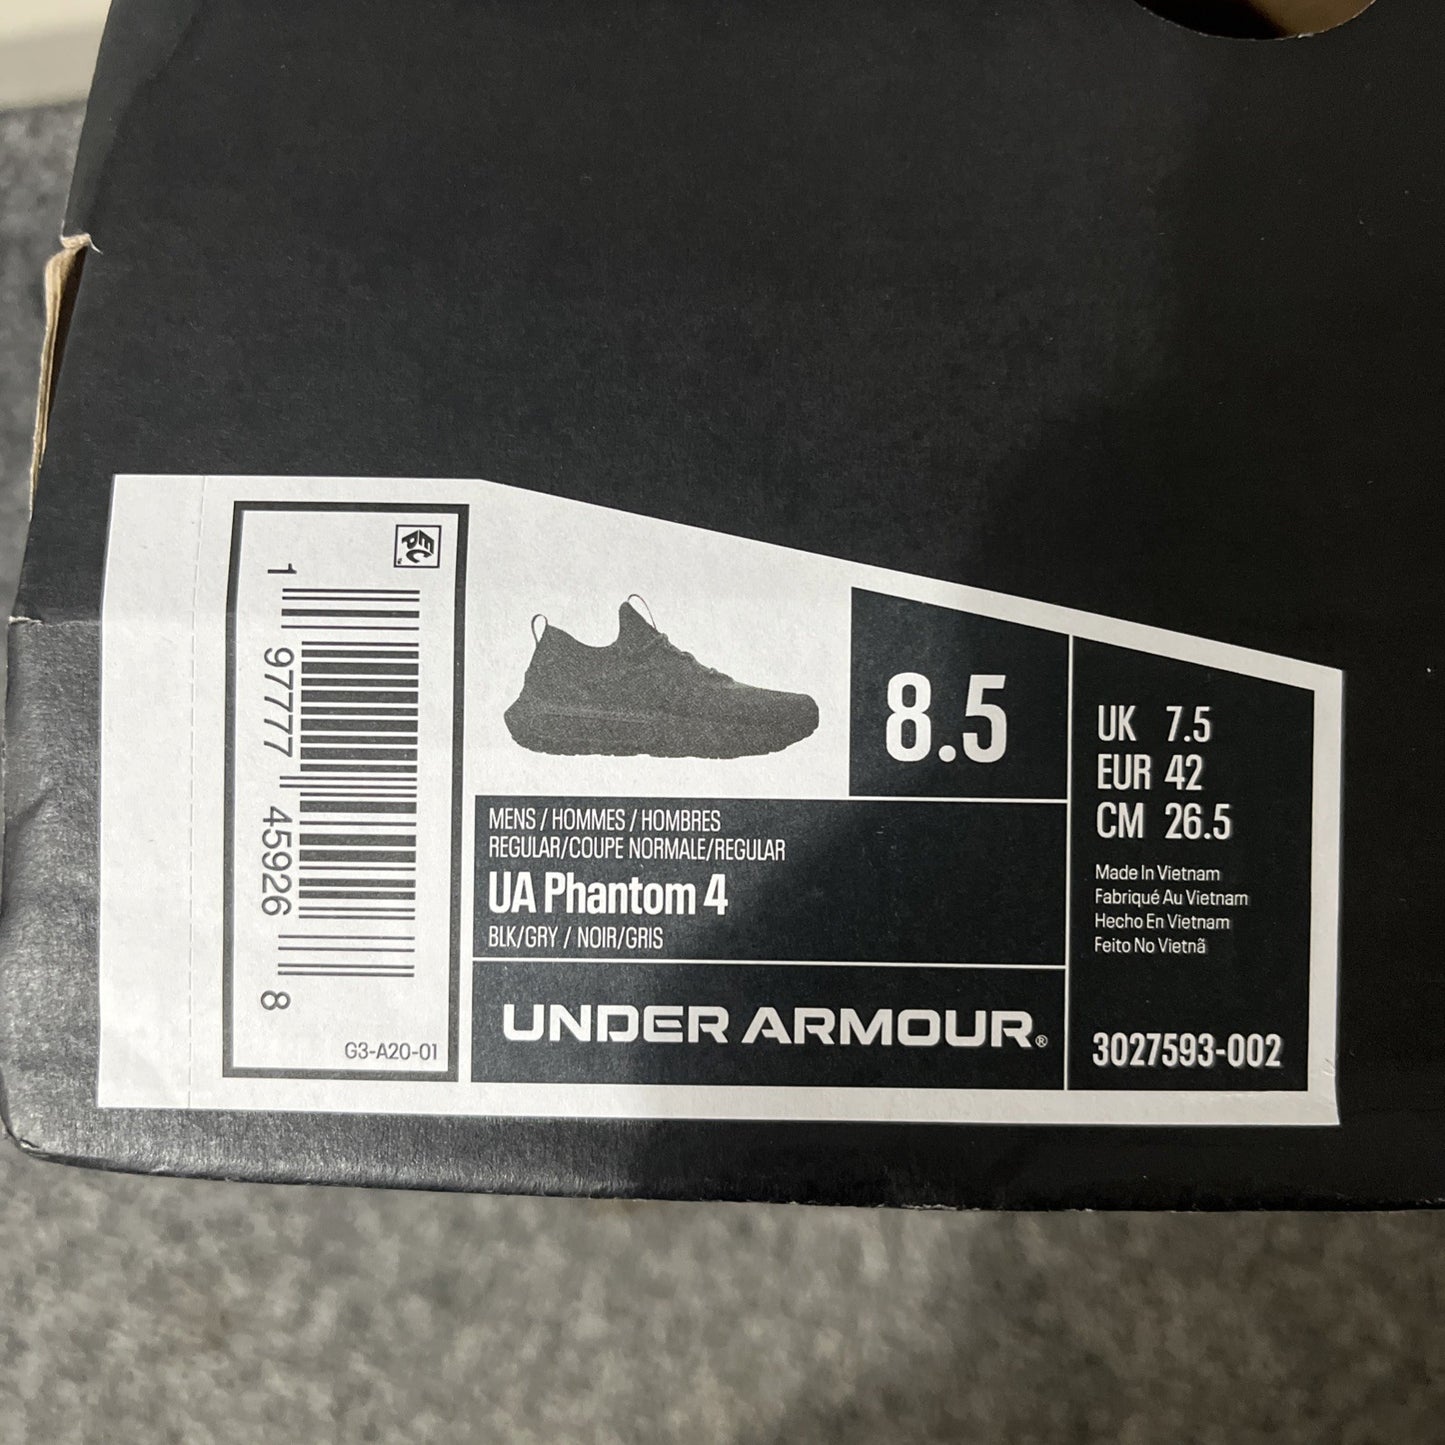 EPC™
1 97777 45926 8
G3-A20-01
8.5
MENS / HOMMES / HOMBRES
REGULAR/COUPE NORMALE/REGULAR
UA Phantom 4
BLK/GRY / NOIR/GRIS
UNDER ARMOUR®
UK 7.5
EUR 42
CM 26.5
Made In Vietnam
Fabriqué Au Vietnam
Hecho En Vietnam
Feito No Vietnã
3027593-002